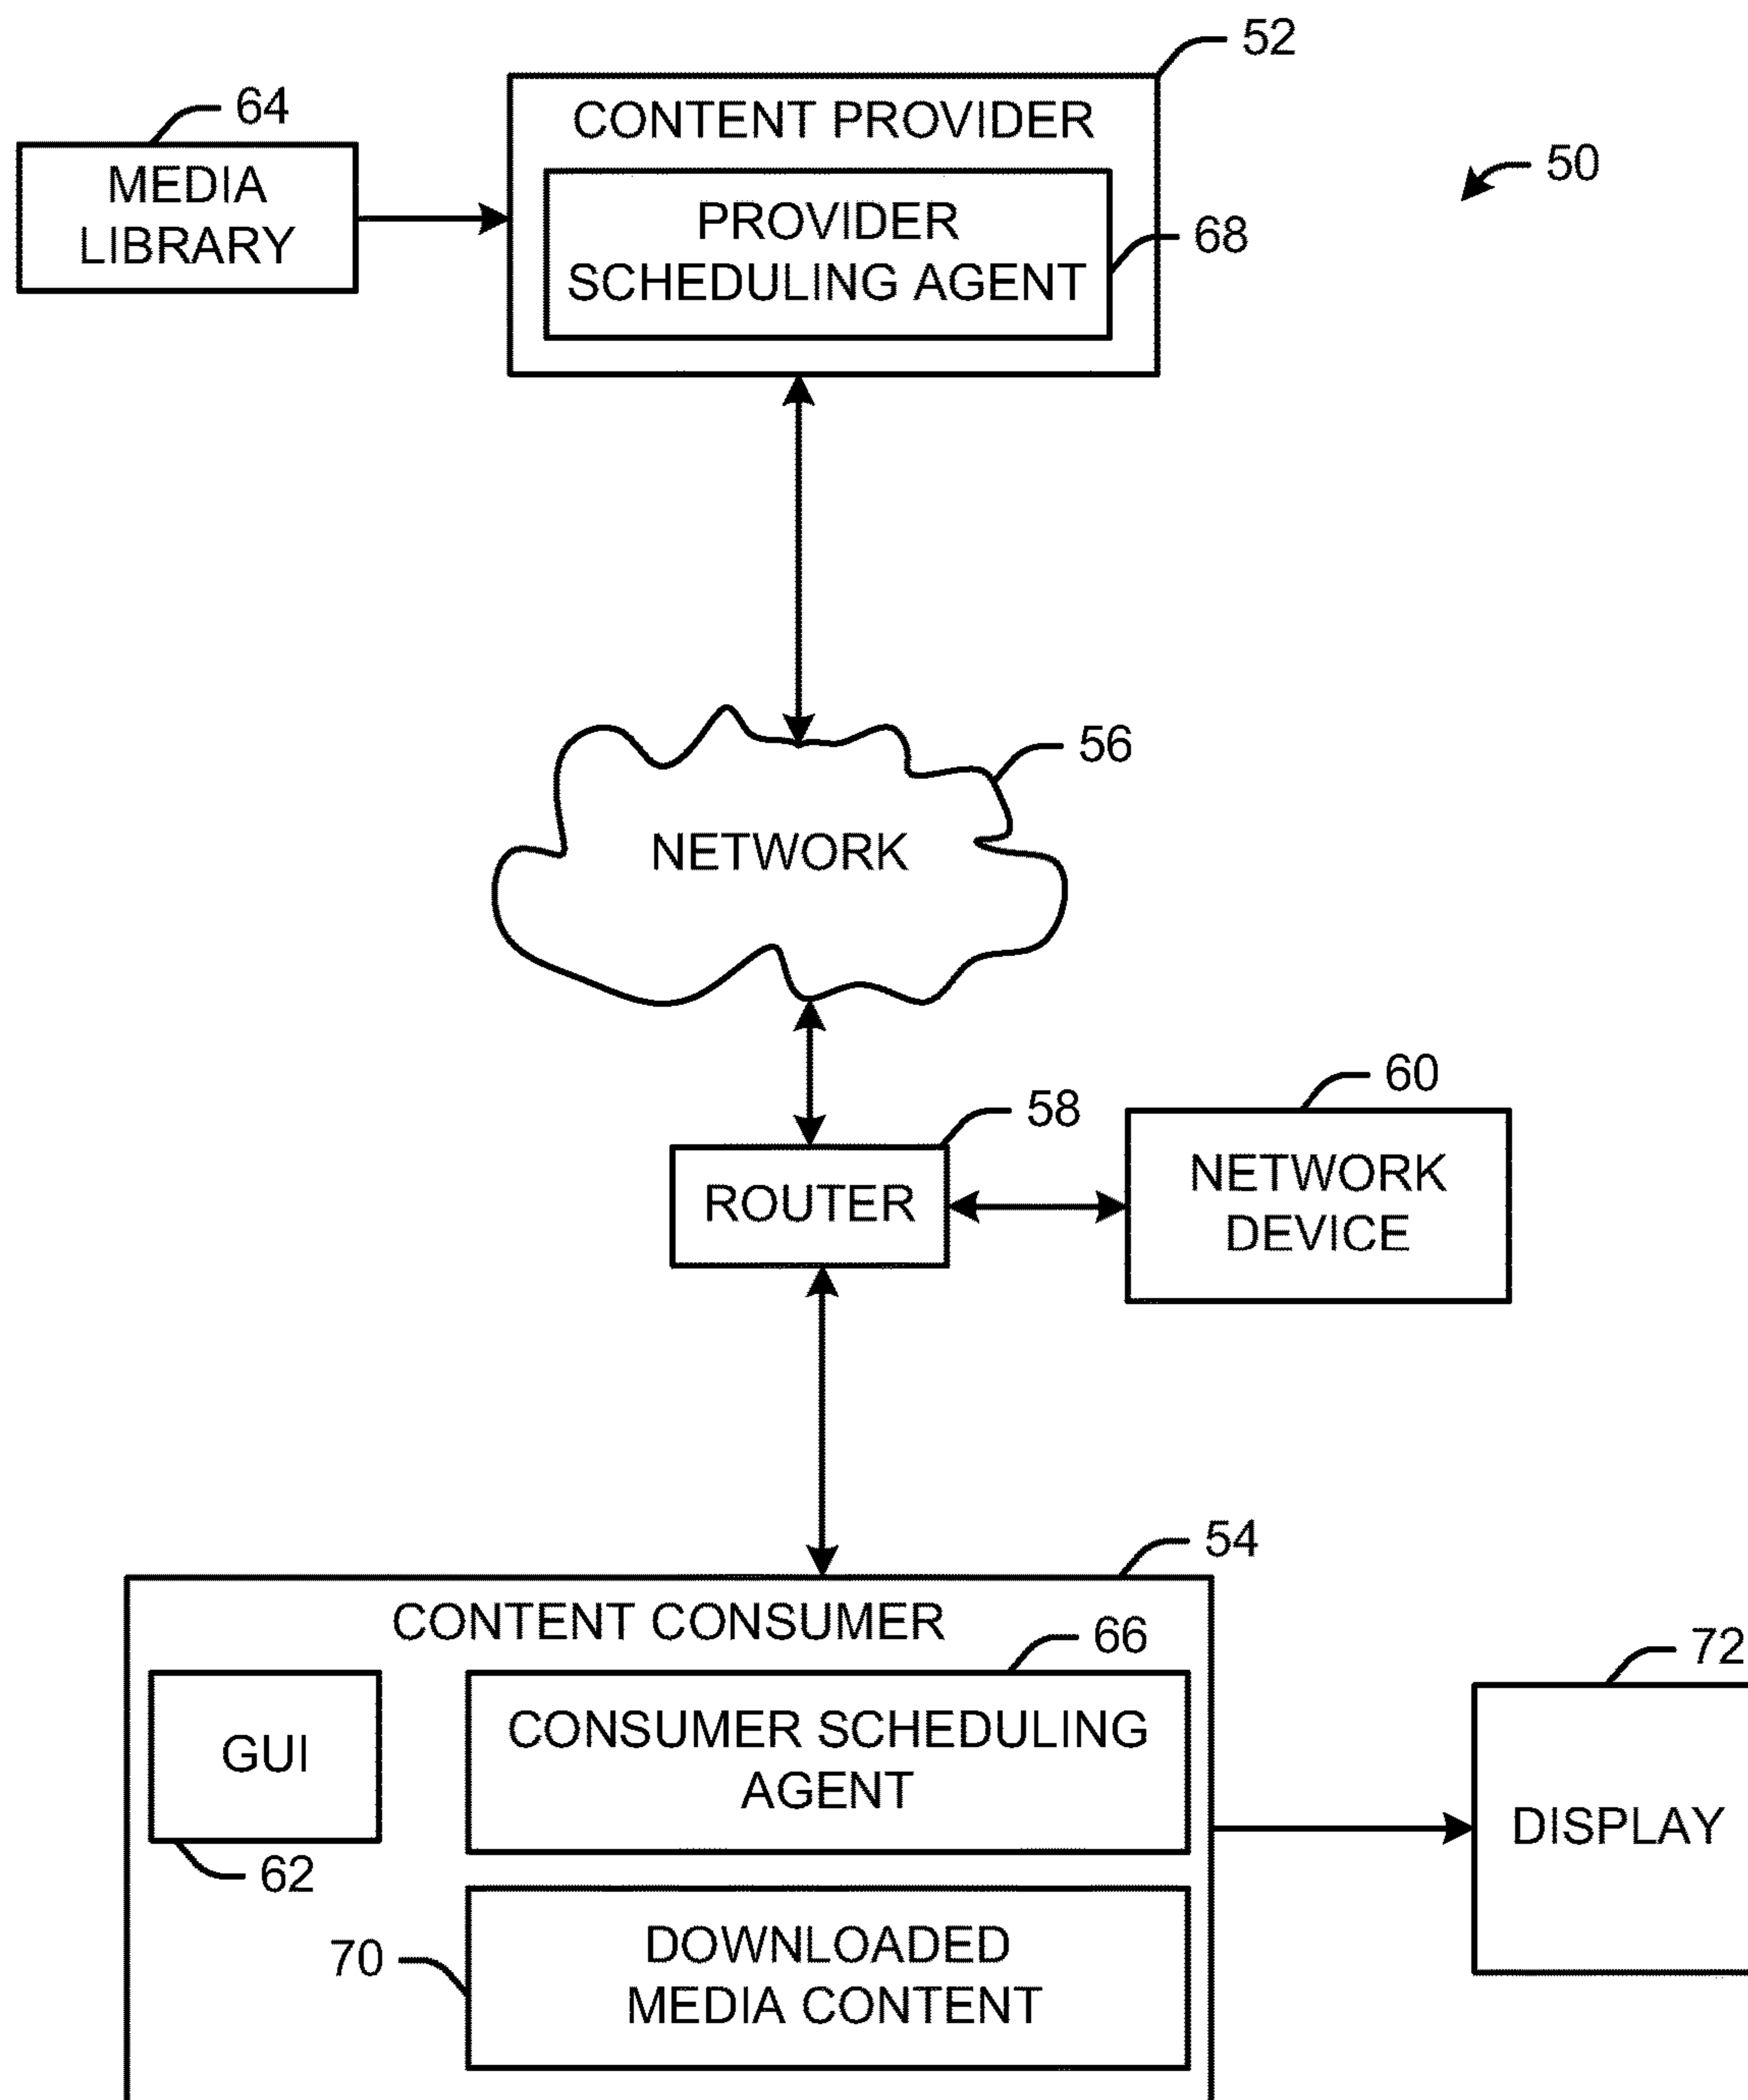 52
64
CONTENT PROVIDER
MEDIA
LIBRARY
50
PROVIDER
SCHEDULING AGENT
68
56
NETWORK
60
58
ROUTER
NETWORK
DEVICE
54
CONTENT CONSUMER
66
72
GUI
CONSUMER SCHEDULING
AGENT
DISPLAY
62
70
DOWNLOADED
MEDIA CONTENT